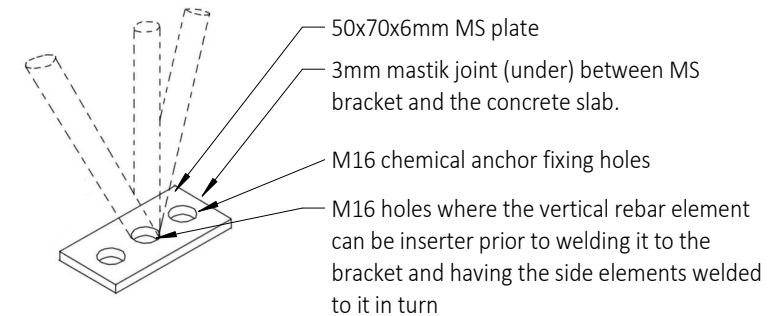 50x70x6mm MS plate
3mm mastik joint (under) between MS
bracket and the concrete slab.
M16 chemical anchor fixing holes
M16 holes where the vertical rebar element
can be inserter prior to welding it to the
bracket and having the side elements welded
to it in turn